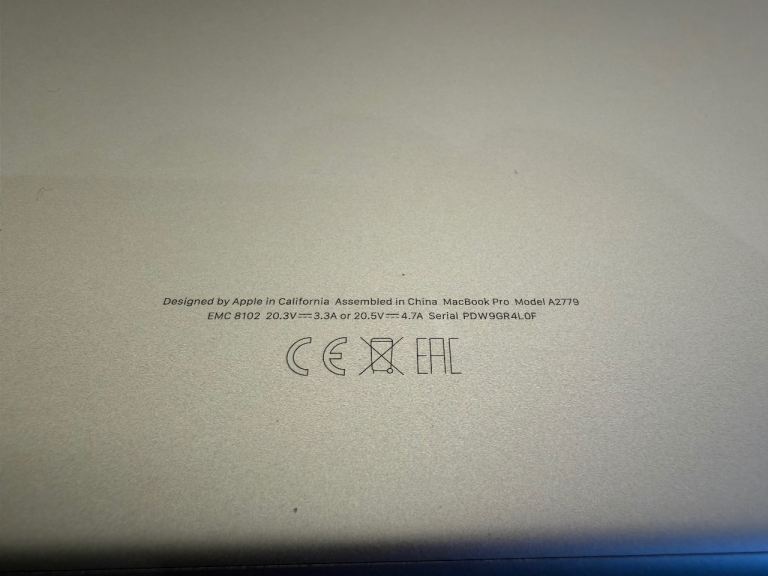 Designed by Apple in California Assembled in China MacBook Pro Model A2779
EMC 8102 20.3V⎓3.3A or 20.5V⎓4.7A Serial PDW9GR4L0F
CE EAC